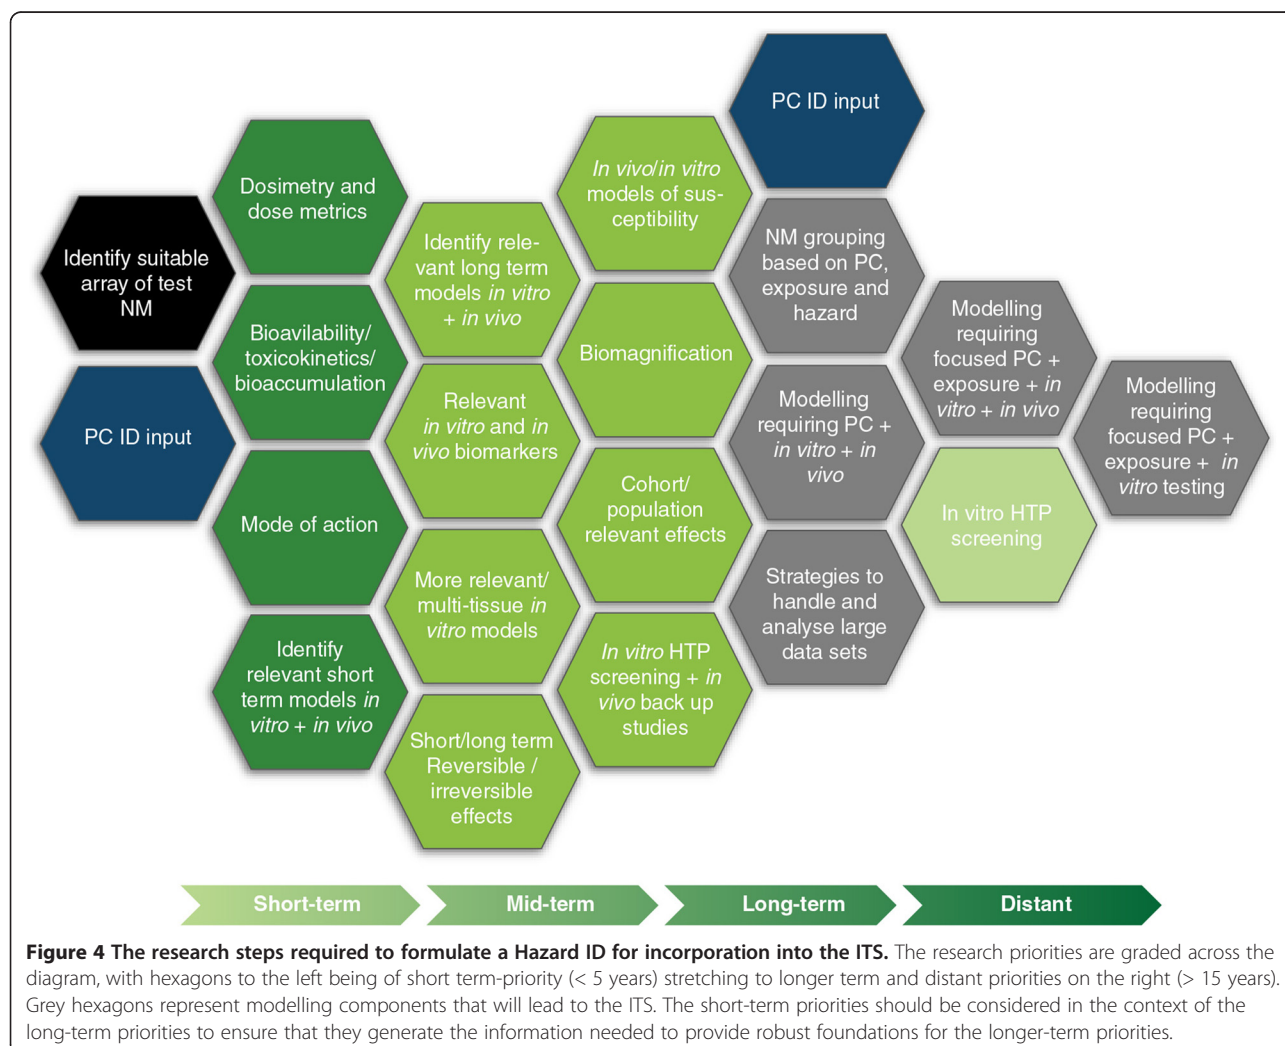 PC ID input
Dosimetry and
dose metrics
In vivo/in vitro
models of sus-
ceptibility
Identify suitable
array of test
NM
Identify rele-
vant long term
models in vitro
+ in vivo
NM grouping
based on PC,
exposure and
hazard
Bioavilability/
toxicokinetics/
bioaccumulation
Biomagnification
Modelling
requiring
focused PC +
exposure + in
vitro + in vivo
PC ID input
Relevant
in vitro and in
vivo biomarkers
Modelling
requiring PC +
in vitro + in
vivo
Modelling
requiring
focused PC +
exposure + in
vitro testing
Mode of action
Cohort/
population
relevant effects
In vitro HTP
screening
More relevant/
multi-tissue in
vitro models
Strategies to
handle and
analyse large
data sets
Identify
relevant short
term models in
vitro + in vivo
In vitro HTP
screening + in
vivo back up
studies
Short/long term
Reversible /
irreversible
effects
Short-term
Mid-term
Long-term
Distant
Figure 4 The research steps required to formulate a Hazard ID for incorporation into the ITS. The research priorities are graded across the
diagram, with hexagons to the left being of short term-priority (< 5 years) stretching to longer term and distant priorities on the right (> 15 years).
Grey hexagons represent modelling components that will lead to the ITS. The short-term priorities should be considered in the context of the
long-term priorities to ensure that they generate the information needed to provide robust foundations for the longer-term priorities.